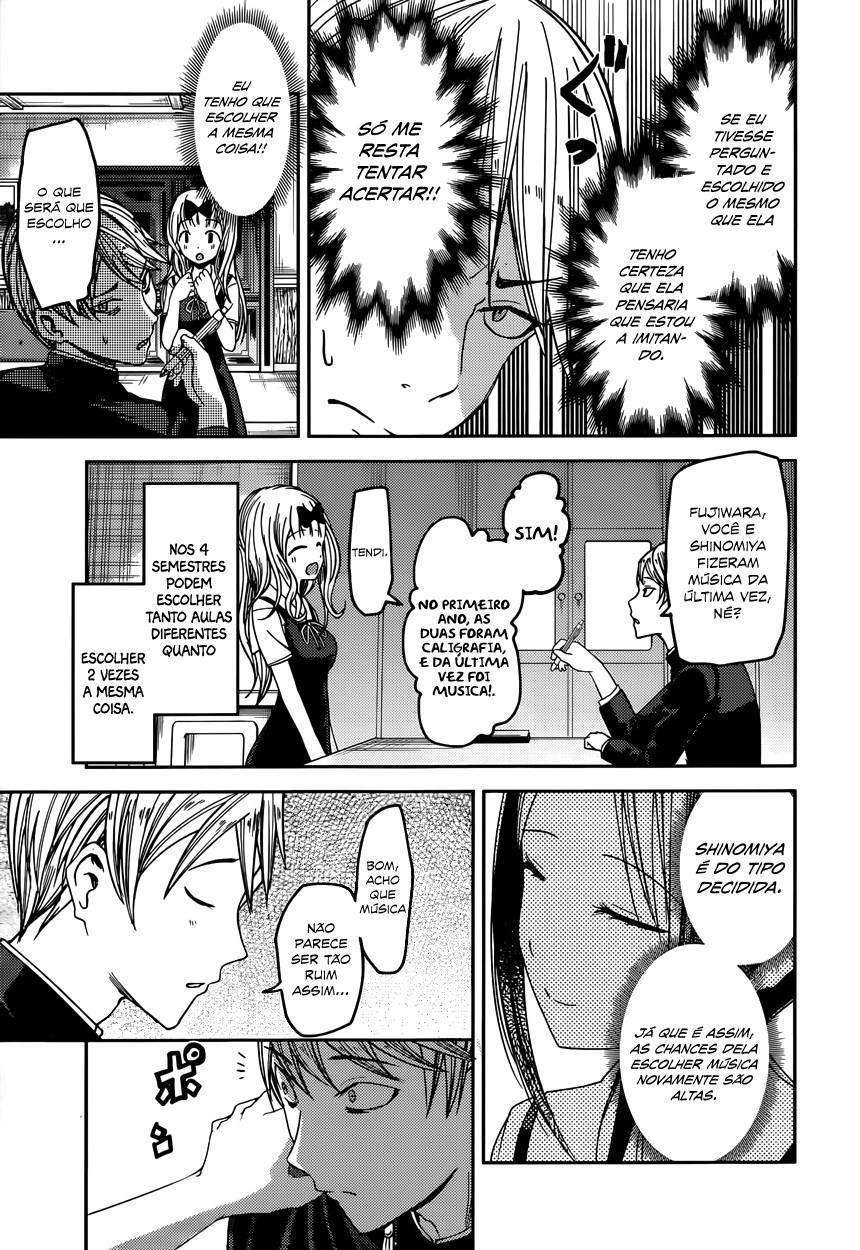 SE EU
TIVESSE
PERGUN-
TADO E
ESCOLHIDO
O MESMO
QUE ELA
TENHO
CERTEZA
QUE ELA
PENSARIA
QUE ESTOU
A IMITAN-
DO.
ぐっ
SÓ ME
RESTA
TENTAR
ACERTAR!!
EU
TENHO QUE
ESCOLHER
A MESMA
COISA!!
O QUE
SERÁ QUE
ESCOLHO
...
FUJIWARA,
VOCÊ E
SHINOMIYA
FIZERAM
MÚSICA DA
ÚLTIMA VEZ,
NÉ?
SIM!
NO PRIMEIRO
ANO, AS
DUAS FORAM
CALIGRAFIA,
E DA ÚLTIMA
VEZ FOI
MUSICA!.
TENDI.
NOS 4
SEMESTRES
PODEM
ESCOLHER
TANTO AULAS
DIFERENTES
QUANTO
ESCOLHER
2 VEZES
A MESMA
COISA.
SHINOMIYA
É DO TIPO
DECIDIDA.
JÁ QUE É ASSIM,
AS CHANCES DELA
ESCOLHER MÚSICA
NOVAMENTE SÃO
ALTAS.
BOM,
ACHO
QUE
MÚSICA
NÃO
PARECE
SER TÃO
RUIM
ASSIM...
ポロ